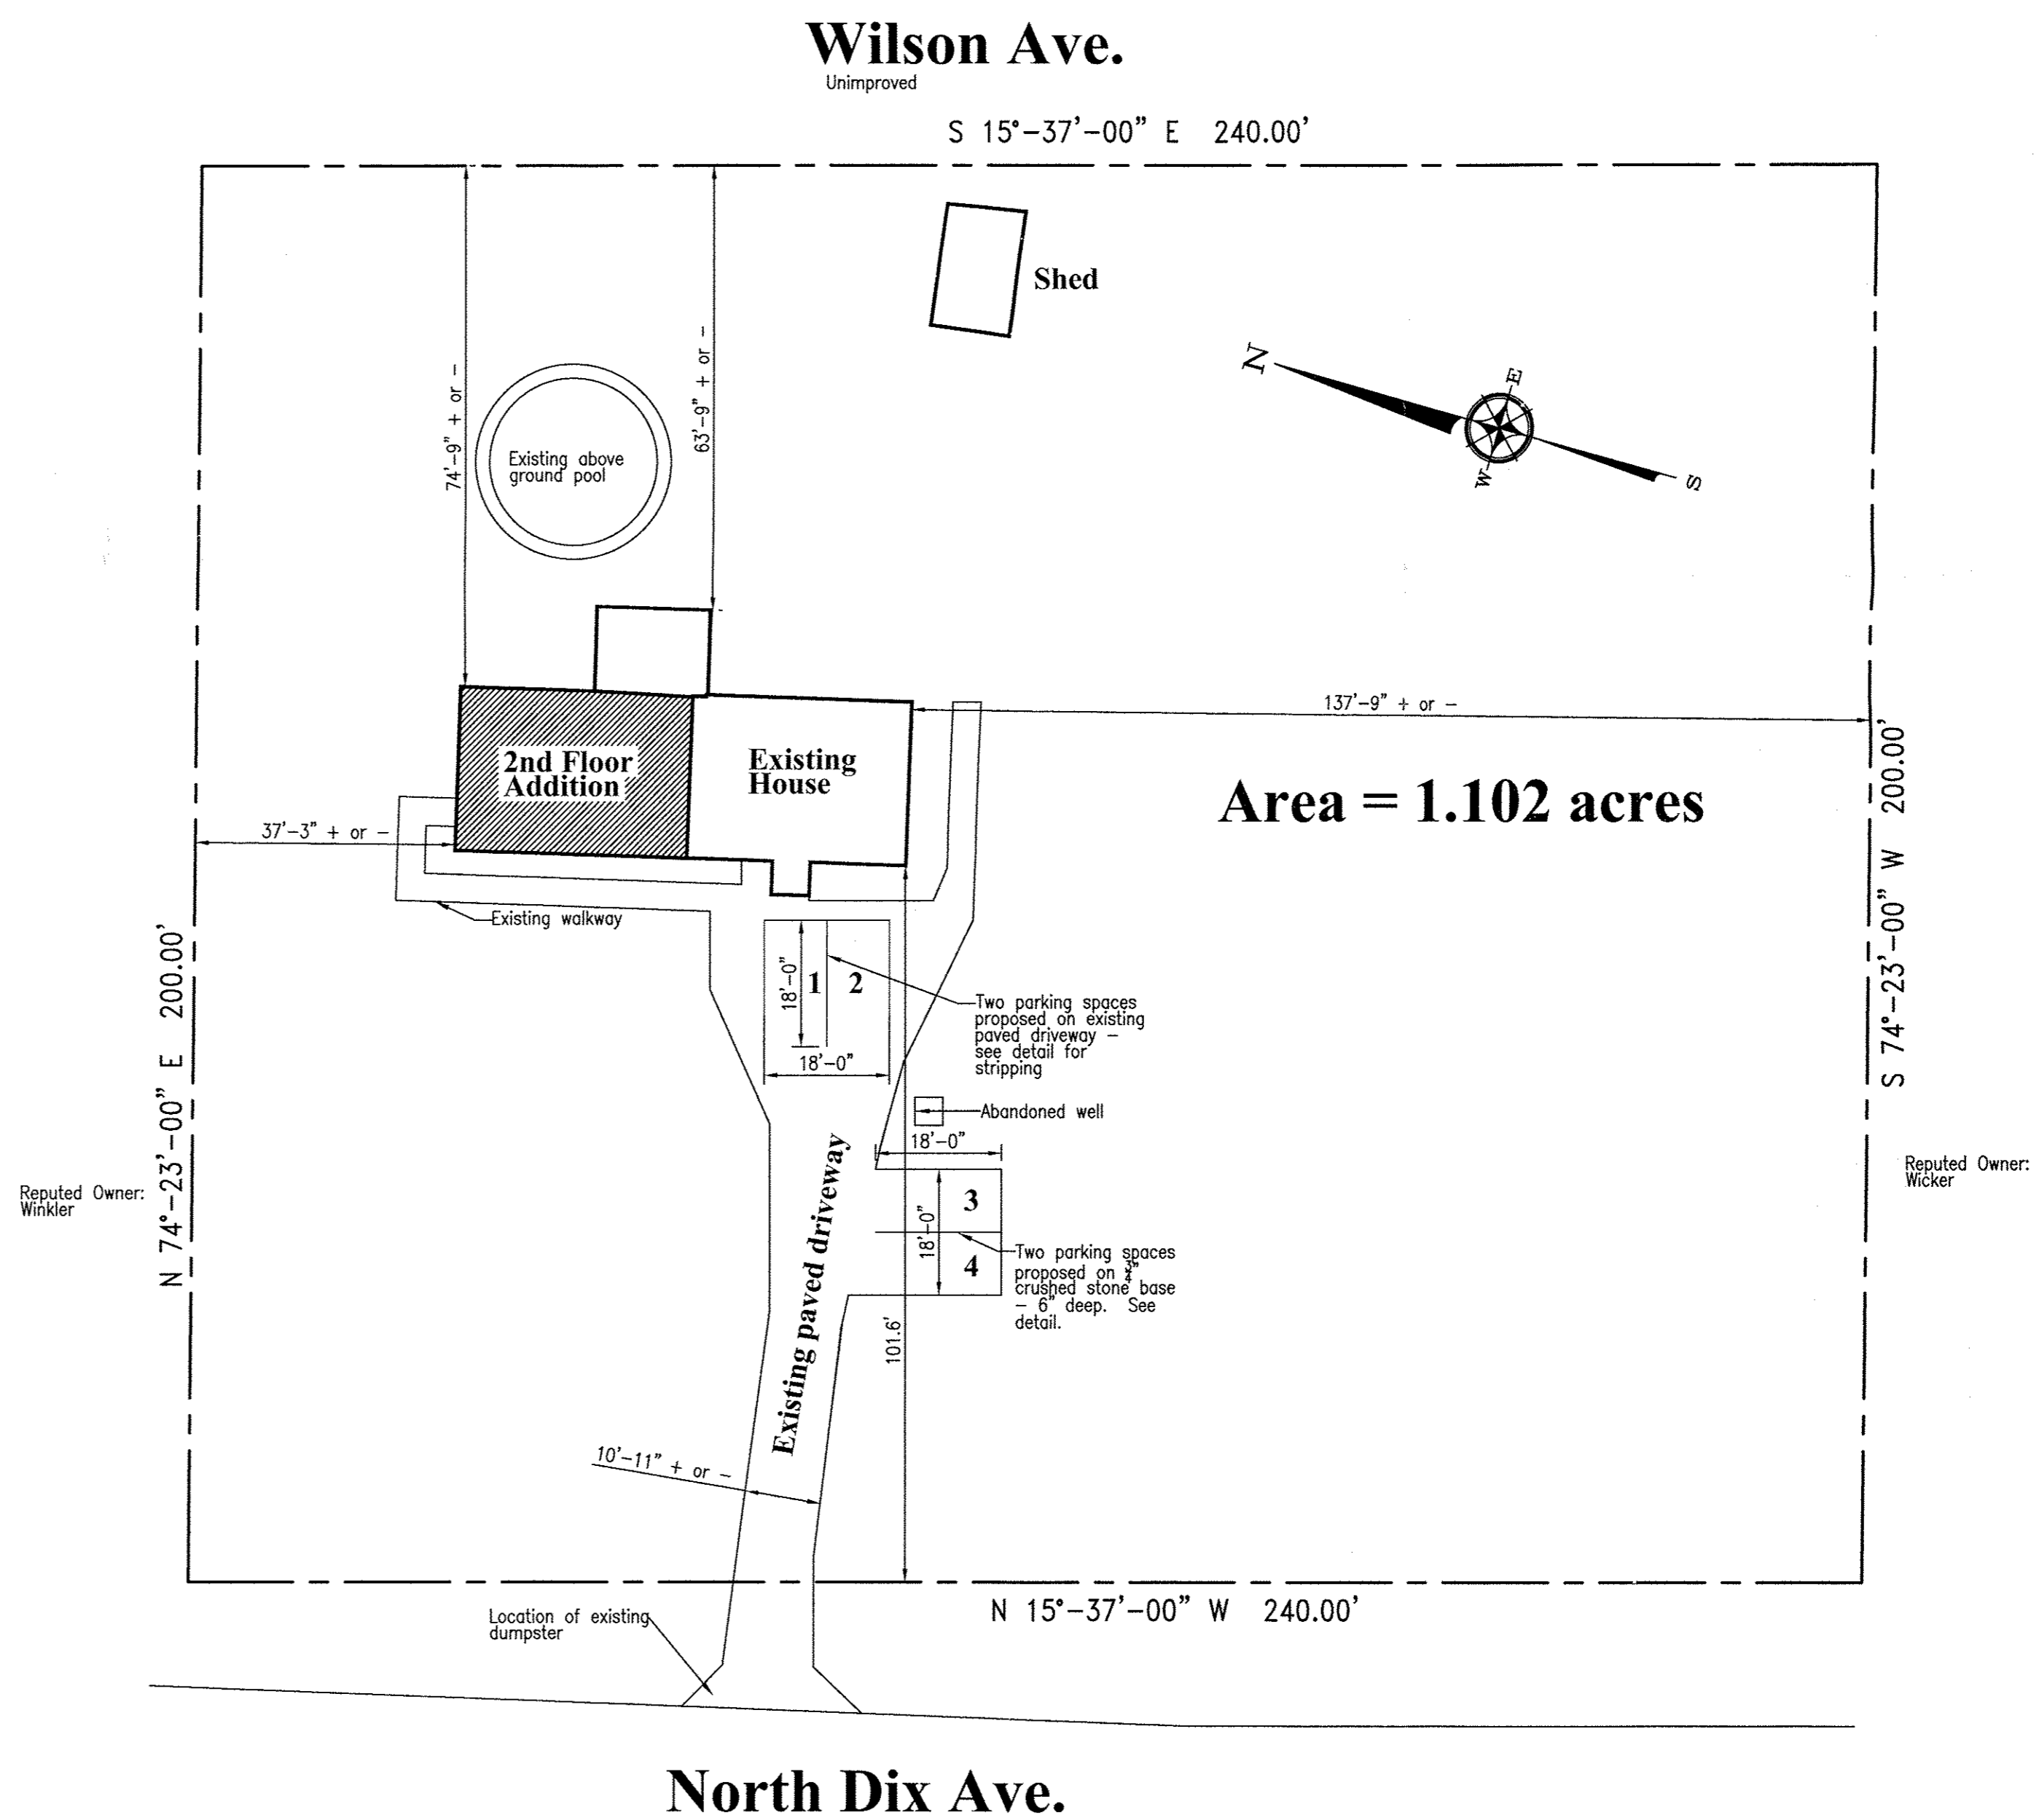 Wilson Ave.
Unimproved
S 15°-37'-00" E 240.00'
Shed
N
E
W
S
74'-9" + or -
63'-9" + or -
Existing above
ground pool
137'-9" + or -
2nd Floor
Addition
Existing
House
Area = 1.102 acres
37'-3" + or -
Existing walkway
N 74°-23'-00" E 200.00'
S 74°-23'-00" W 200.00'
18'-0"
1
2
18'-0"
Two parking spaces
proposed on existing
paved driveway -
see detail for
stripping
Abandoned well
18'-0"
Reputed Owner:
Winkler
Reputed Owner:
Wicker
3
18'-0"
4
Two parking spaces
proposed on 3/4"
crushed stone base
- 6" deep. See
detail.
Existing paved driveway
101.6'
10'-11" + or -
N 15°-37'-00" W 240.00'
Location of existing
dumpster
North Dix Ave.